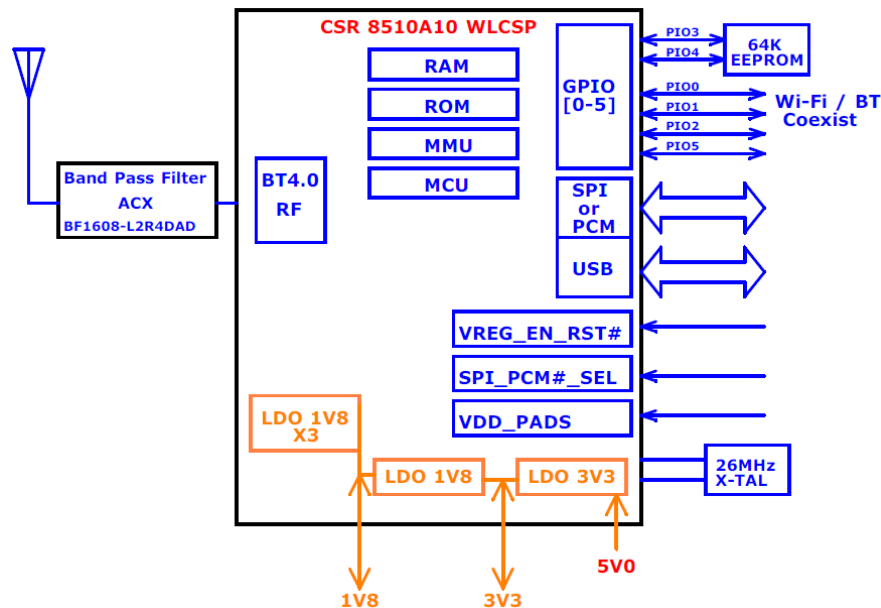 CSR 8510A10 WLCSP
RAM
ROM
MMU
MCU
GPIO
[0-5]
PIO3
PIO4
PIO0
PIO1
PIO2
PIO5
64K
EEPROM
Wi-Fi / BT
Coexist
Band Pass Filter
ACX
BF1608-L2R4DAD
BT4.0
RF
SPI
or
PCM
USB
VREG_EN_RST#
SPI_PCM#_SEL
VDD_PADS
LDO 1V8
X3
LDO 1V8
LDO 3V3
26MHz
X-TAL
5V0
1V8
3V3